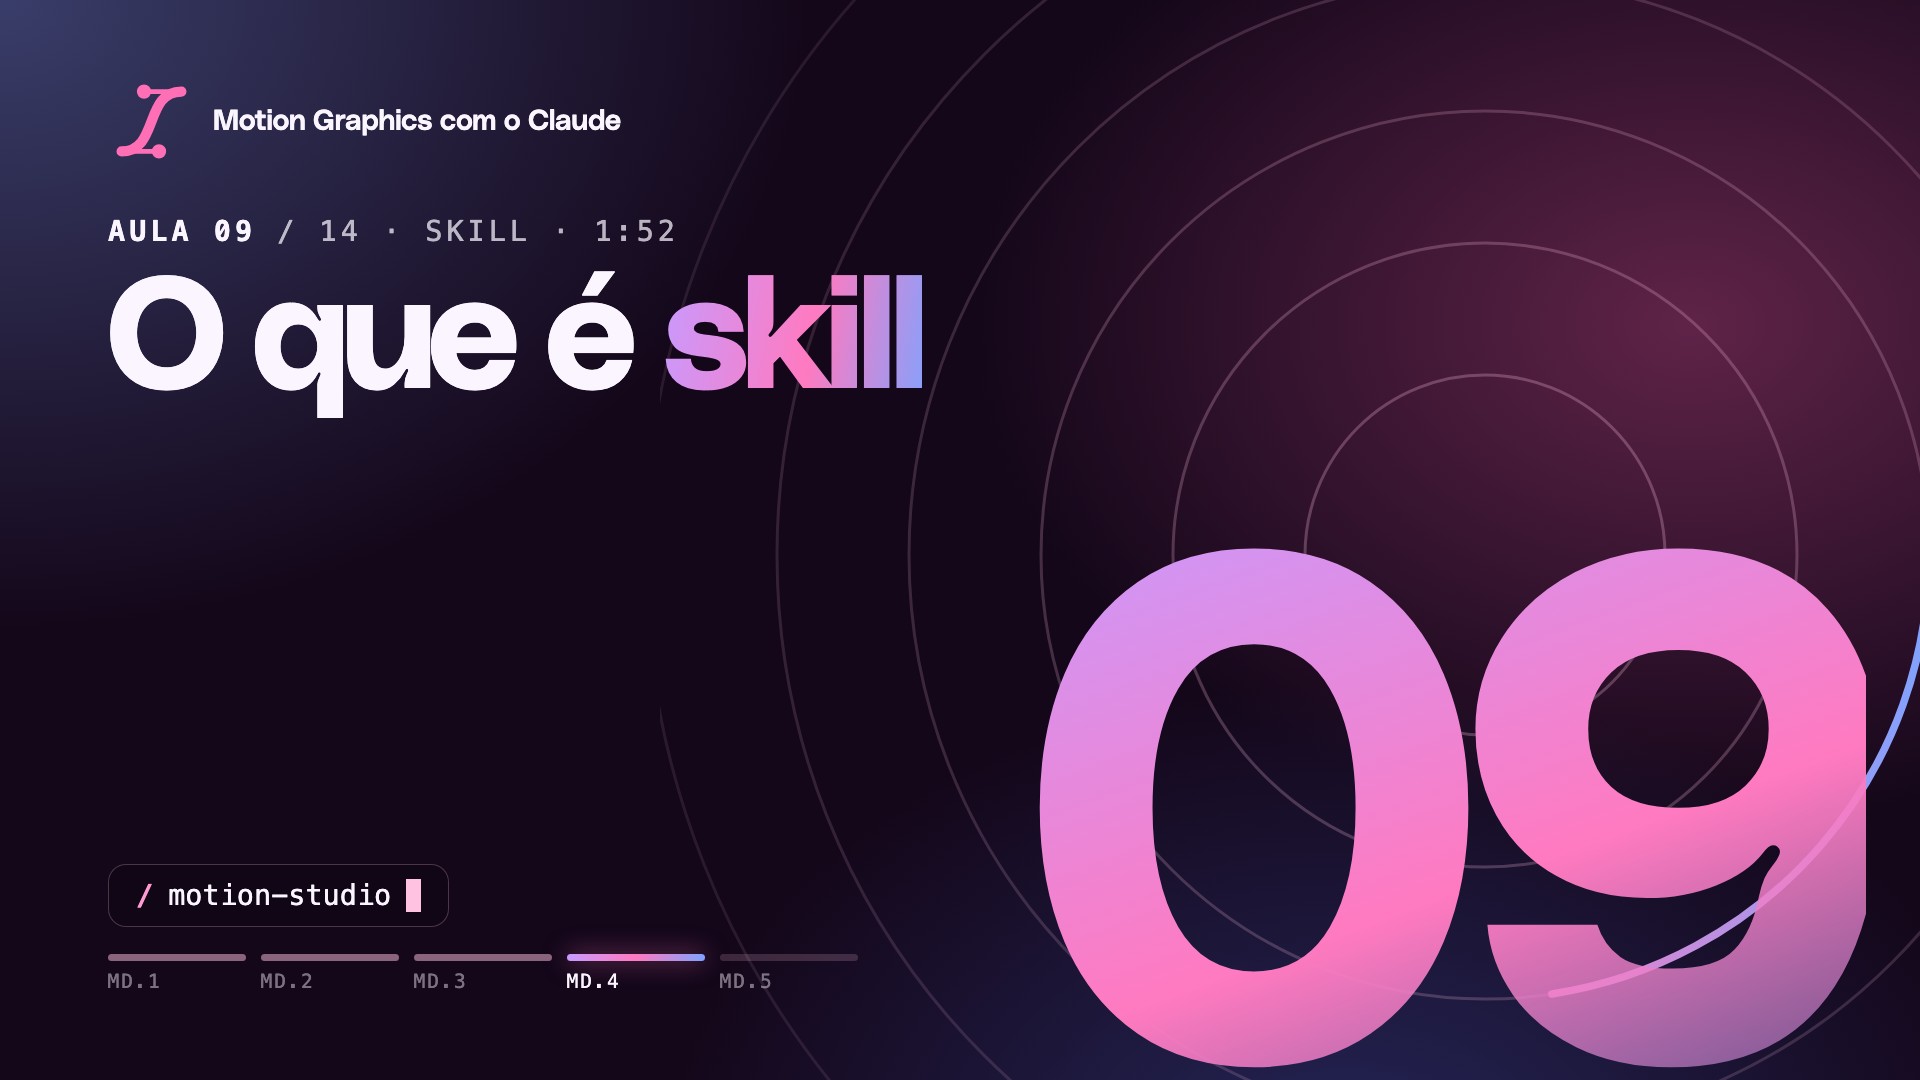 Motion Graphics com o Claude
AULA 09 / 14 · SKILL · 1:52
O que é skill
/ motion-studio
MD.1 MD.2 MD.3 MD.4 MD.5
09